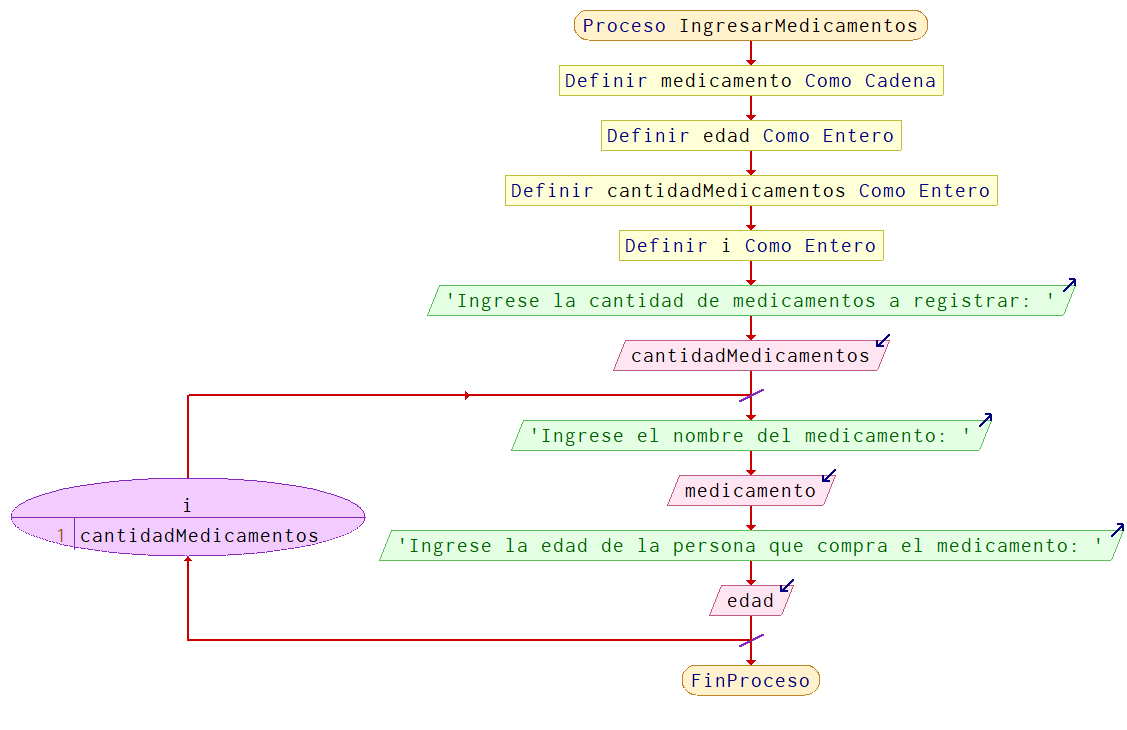 Proceso IngresarMedicamentos
Definir medicamento Como Cadena
Definir edad Como Entero
Definir cantidadMedicamentos Como Entero
Definir i Como Entero
'Ingrese la cantidad de medicamentos a registrar: '
cantidadMedicamentos
'Ingrese el nombre del medicamento: '
medicamento
i
1 cantidadMedicamentos
'Ingrese la edad de la persona que compra el medicamento: '
edad
FinProceso